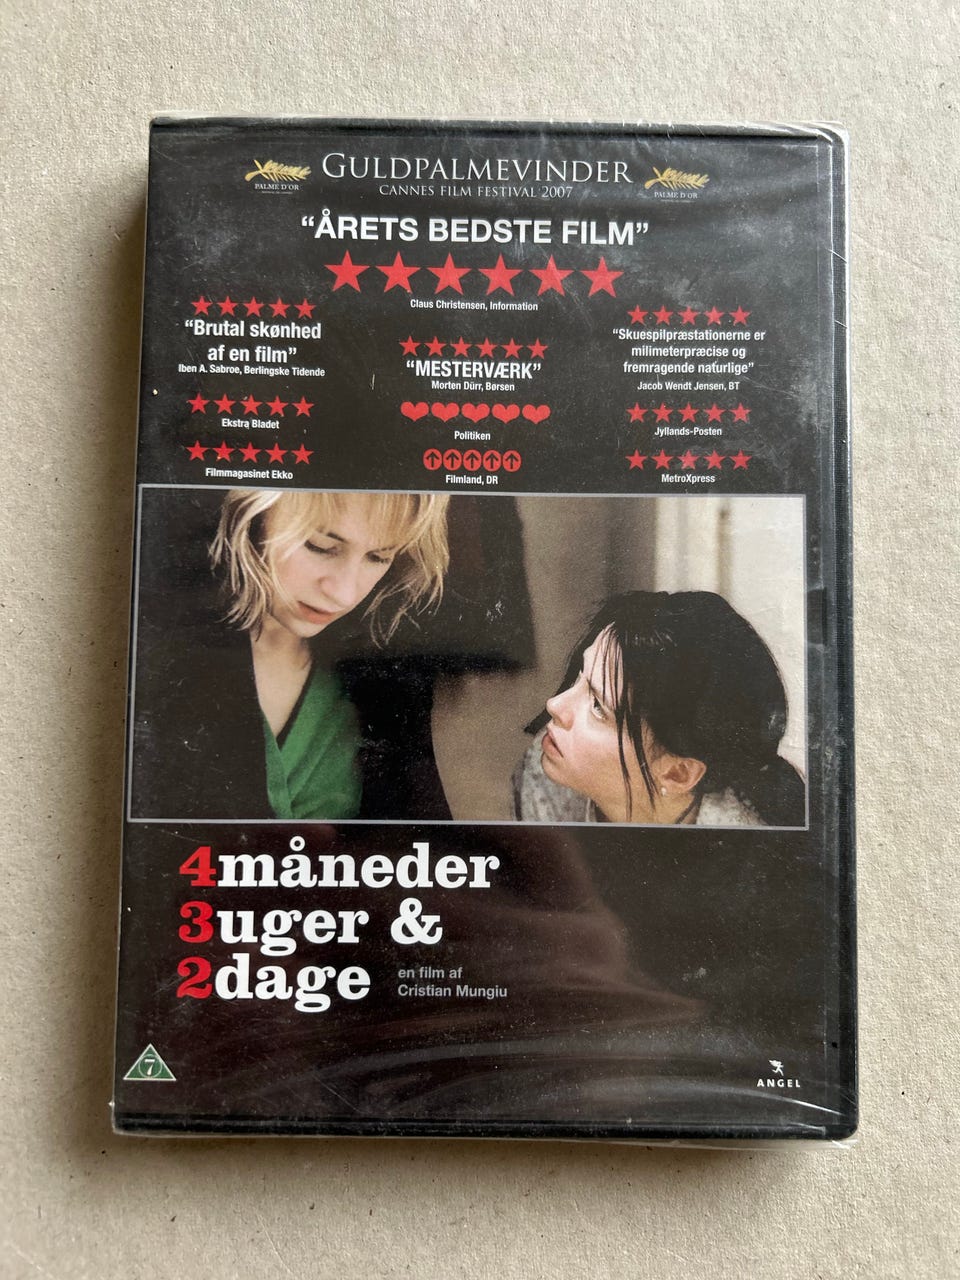 GULDPALMEVINDER
CANNES FILM FESTIVAL 2007
PALME D'OR
PALME D'OR
"ÅRETS BEDSTE FILM"
Claus Christensen, Information
"Brutal skønhed
af en film"
Iben A. Sabroe, Berlingske Tidende
Ekstra Bladet
Filmmagasinet Ekko
"MESTERVÆRK"
Morten Dürr, Børsen
Politiken
Filmland, DR
"Skuespilpræstationerne er
milimeterpræcise og
fremragende naturlige"
Jacob Wendt Jensen, BT
Jyllands-Posten
MetroXpress
4måneder
3uger &
2dage
en film af
Cristian Mungiu
7
ANGEL